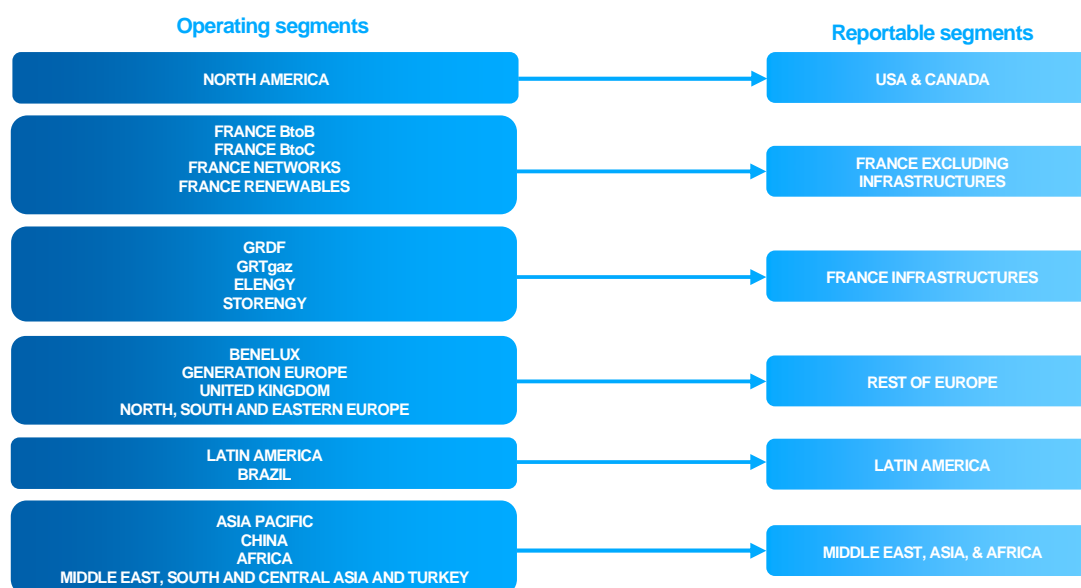 Operating segments
Reportable segments
NORTH AMERICA
USA & CANADA
FRANCE BtoB
FRANCE BtoC
FRANCE NETWORKS
FRANCE RENEWABLES
FRANCE EXCLUDING
INFRASTRUCTURES
GRDF
GRTgaz
ELENGY
STORENGY
FRANCE INFRASTRUCTURES
BENELUX
GENERATION EUROPE
UNITED KINGDOM
NORTH, SOUTH AND EASTERN EUROPE
REST OF EUROPE
LATIN AMERICA
BRAZIL
LATIN AMERICA
ASIA PACIFIC
CHINA
AFRICA
MIDDLE EAST, SOUTH AND CENTRAL ASIA AND TURKEY
MIDDLE EAST, ASIA, & AFRICA